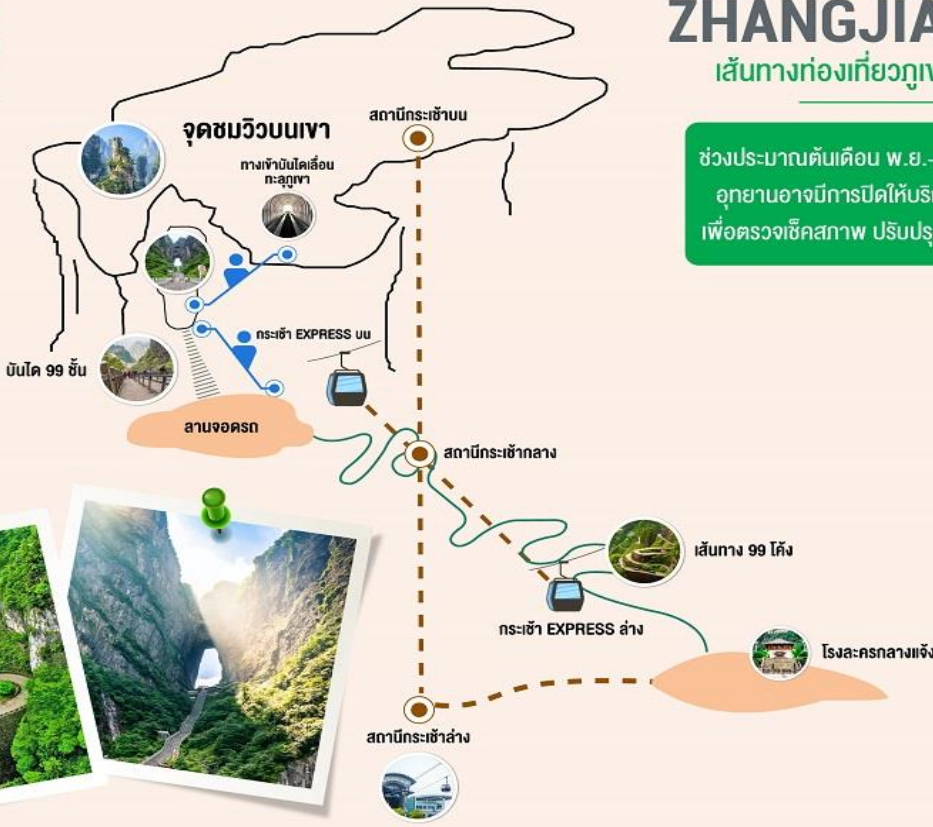 ZHANGJIA
เส้นทางท่องเที่ยวภูเ
ช่วงประมาณต้นเดือน พ.ย.-
อุทยานอาจมีการปิดให้บริ
เพื่อตรวจเช็คสภาพ ปรับปรุ
สถานีกระเช้าบน
จุดชมวิวบนเขา
ทางเข้าบันไดเลื่อน
ทะลุภูเขา
กระเช้า EXPRESS บน
บันได 99 ชั้น
ลานจอดรถ
สถานีกระเช้ากลาง
เส้นทาง 99 โค้ง
กระเช้า EXPRESS ล่าง
โรงละครกลางแจ้ง
สถานีกระเช้าล่าง